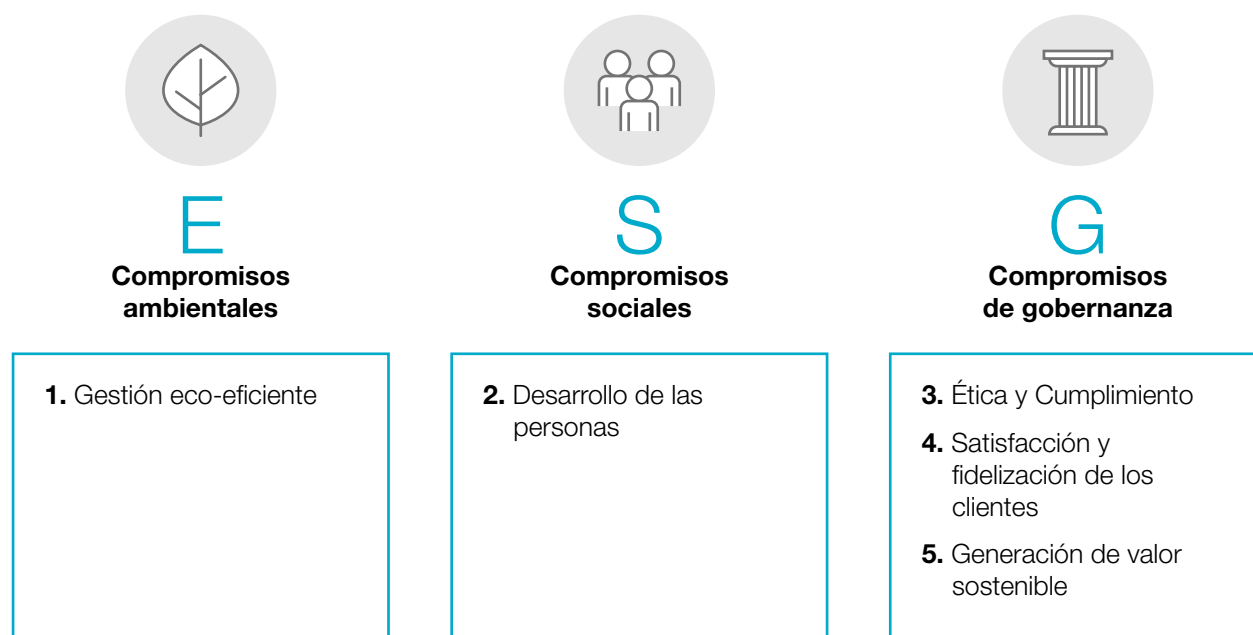 E
Compromisos
ambientales
1. Gestión eco-eficiente
S
Compromisos
sociales
2. Desarrollo de las
personas
G
Compromisos
de gobernanza
3. Ética y Cumplimiento
4. Satisfacción y
fidelización de los
clientes
5. Generación de valor
sostenible